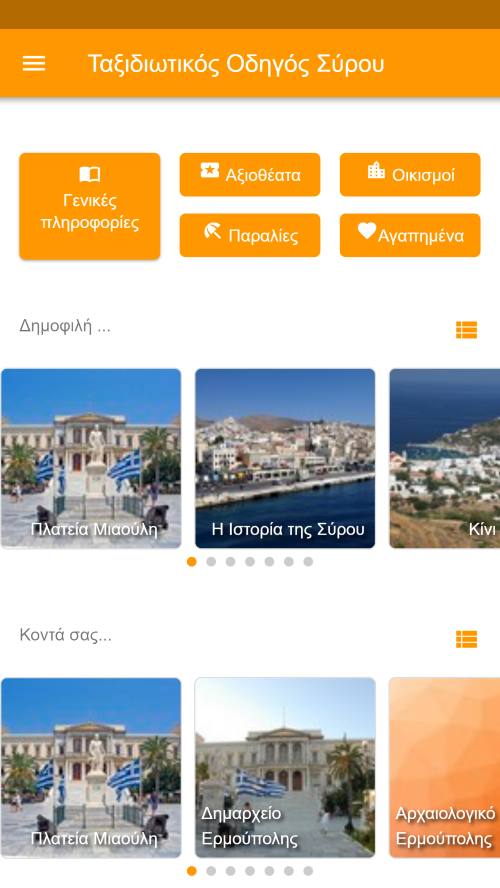 Ταξιδιωτικός Οδηγός Σύρου
Γενικές
πληροφορίες
Αξιοθέατα
Οικισμοί
Παραλίες
Αγαπημένα
Δημοφιλή ...
Πλατεία Μιαούλη
Η Ιστορία της Σύρου
Κίνι
Κοντά σας...
Πλατεία Μιαούλη
Δημαρχείο
Ερμούπολης
Αρχαιολογικό
Ερμούπολης